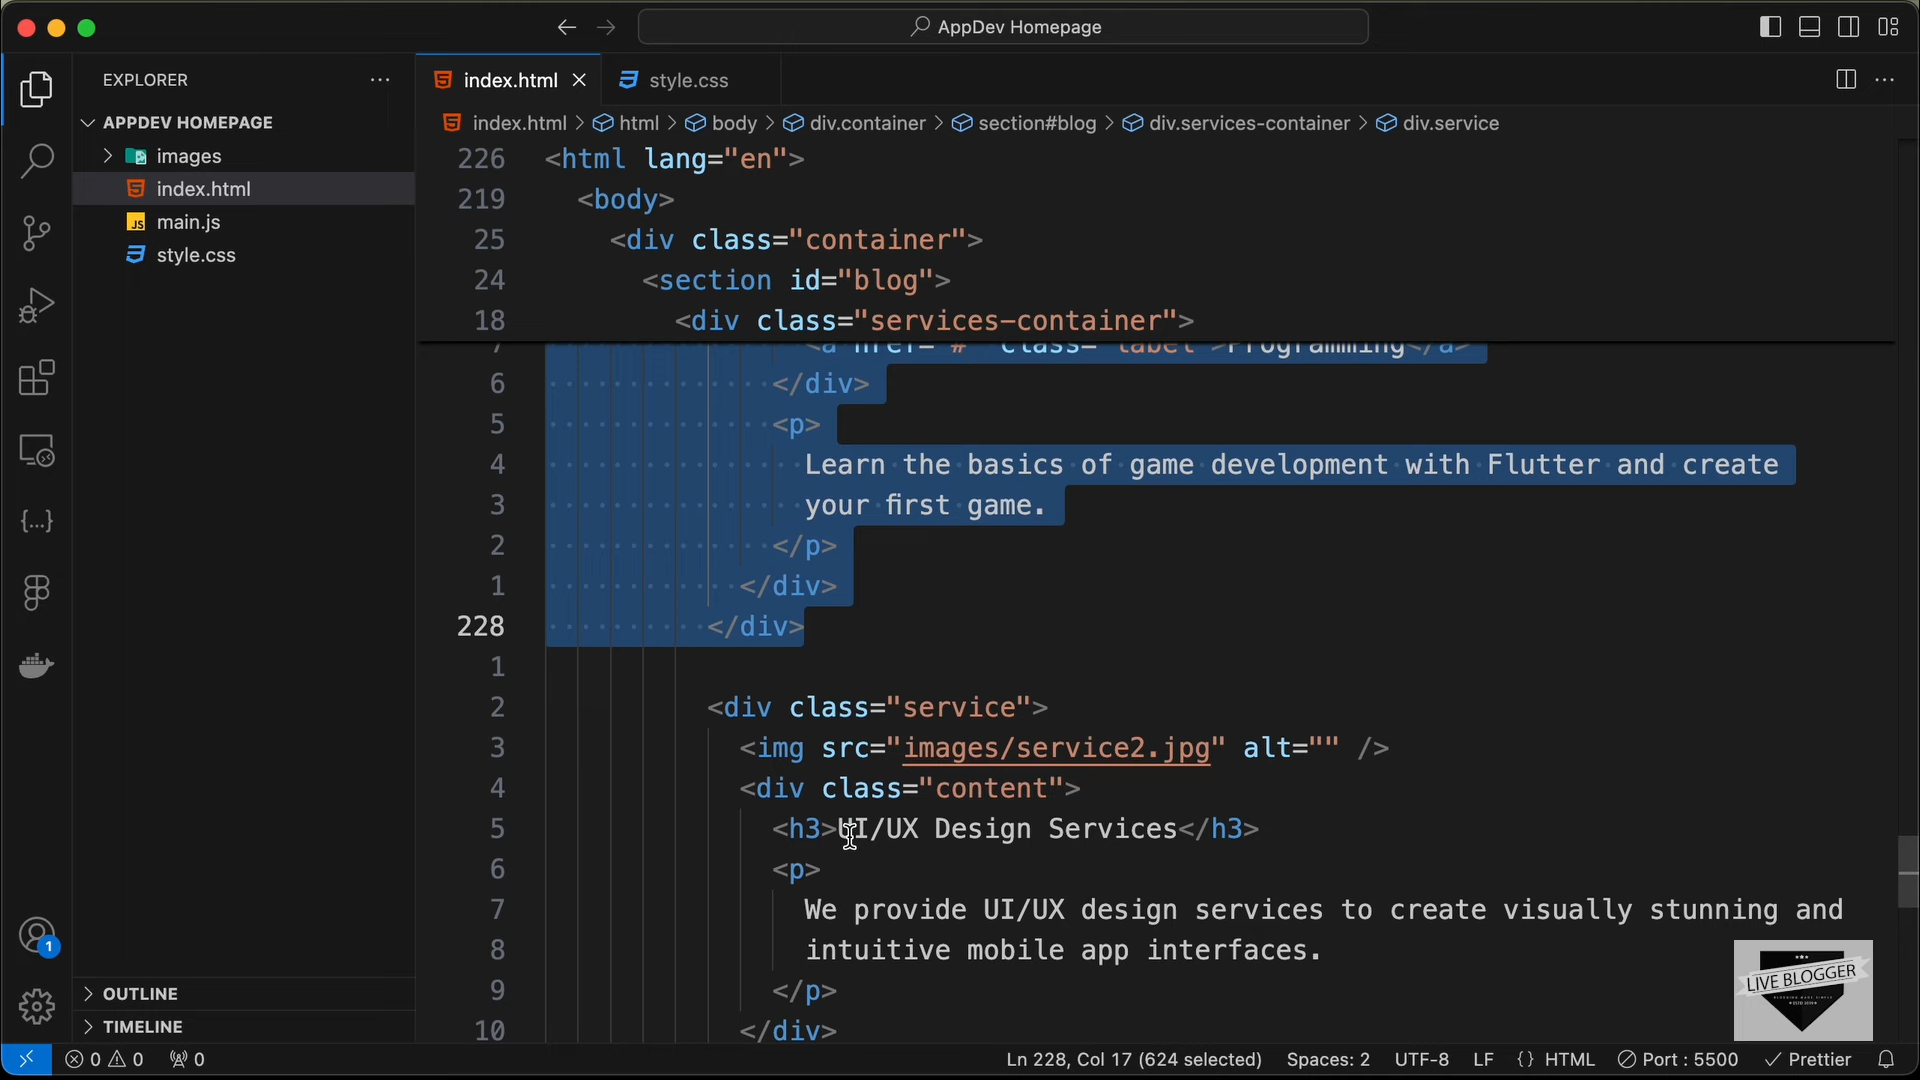 AppDev Homepage
EXPLORER
APPDEV HOMEPAGE
images
index.html
main.js
style.css
OUTLINE
TIMELINE
index.html
style.css
index.html > html > body > div.container > section#blog > div.services-container > div.service
226 <html lang="en">
219 <body>
25 <div class="container">
24 <section id="blog">
18 <div class="services-container">
7 <a href="#" class="label">Programming</a>
6 </div>
5 <p>
4 Learn the basics of game development with Flutter and create
3 your first game.
2 </p>
1 </div>
228 </div>
1
2 <div class="service">
3 <img src="images/service2.jpg" alt="" />
4 <div class="content">
5 <h3>UI/UX Design Services</h3>
6 <p>
7 We provide UI/UX design services to create visually stunning and
8 intuitive mobile app interfaces.
9 </p>
10 </div>
LIVE BLOGGER
1
0 0 0
Ln 228, Col 17 (624 selected) Spaces: 2 UTF-8 LF {} HTML Port : 5500 Prettier